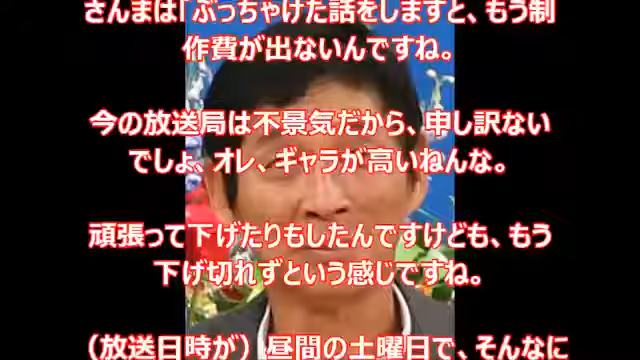 さんまは「ぶっちゃけた話をしますと、もう制
作費が出ないんですね。
今の放送局は不景気だから、申し訳ない
でしょ、オレ、ギャラが高いねんな。
頑張って下げたりもしたんですけども、もう
下げ切れずという感じですね。
（放送日時が）昼間の土曜日で、そんなに